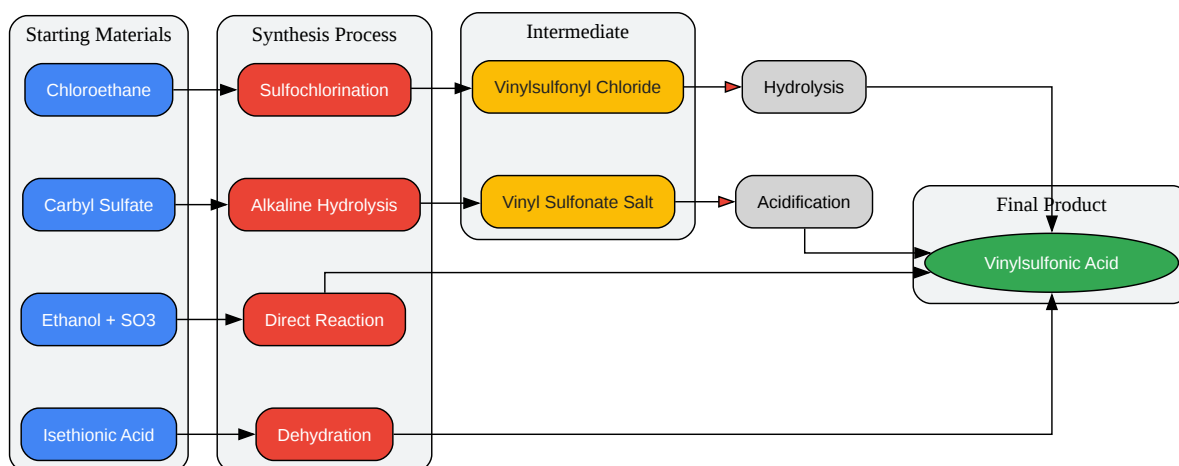 Starting Materials
Synthesis Process
Intermediate
Chloroethane
Sulfochlorination
Vinylsulfonyl Chloride
Hydrolysis
Carbyl Sulfate
Alkaline Hydrolysis
Vinyl Sulfonate Salt
Acidification
Final Product
Vinylsulfonic Acid
Ethanol + SO3
Direct Reaction
Isethionic Acid
Dehydration